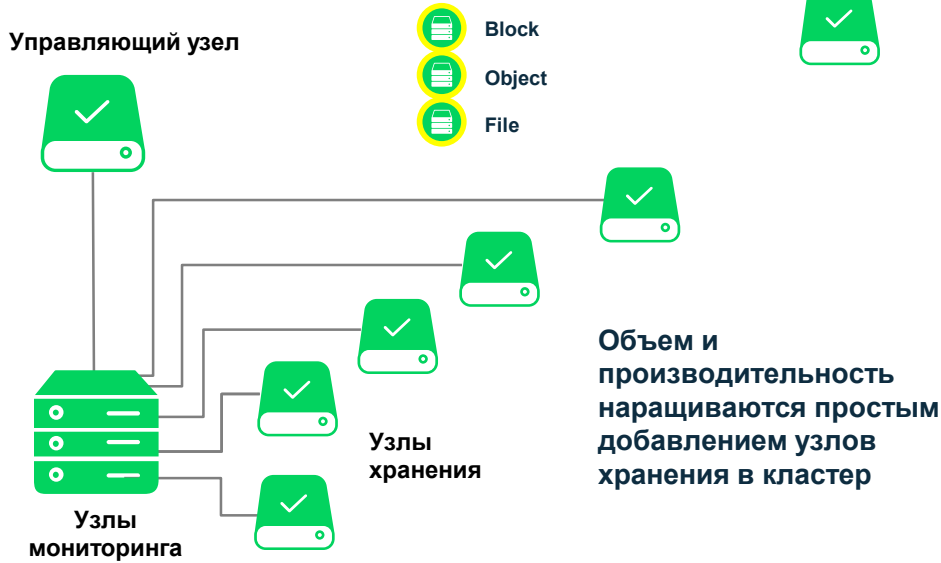 Управляющий узел
Block
Object
File
Объем и
производительность
наращиваются простым
добавлением узлов
хранения в кластер
Узлы
хранения
Узлы
мониторинга